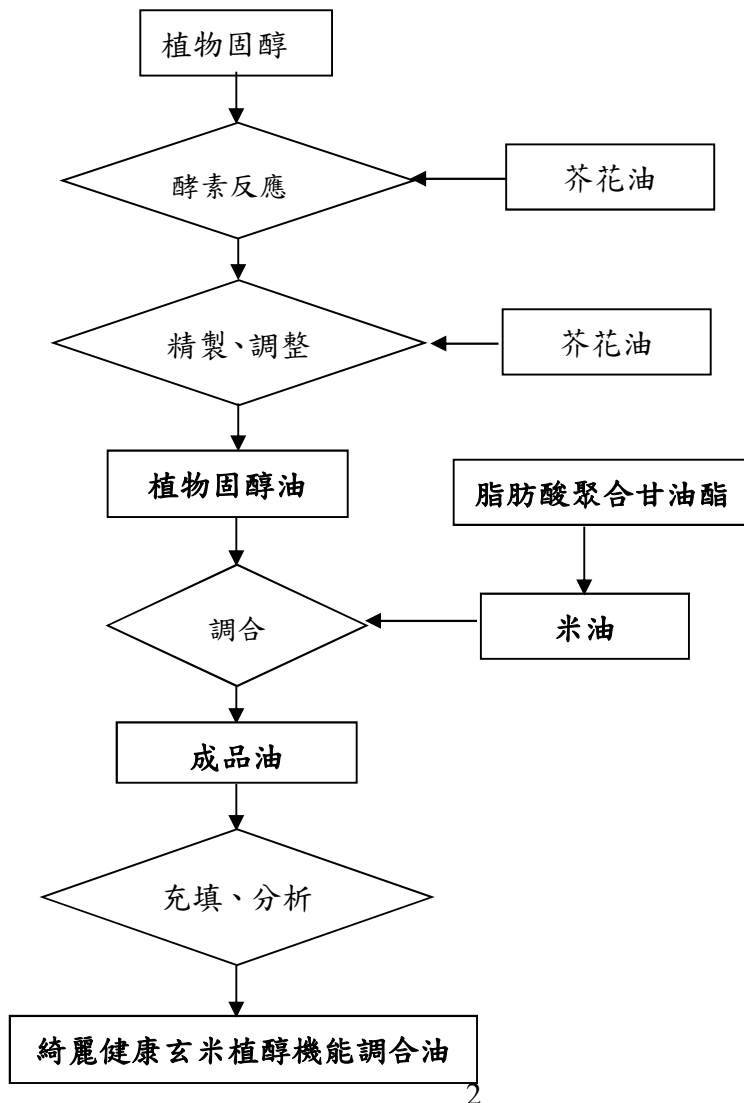 植物固醇
酵素反應
芥花油
精製、調整
芥花油
植物固醇油
脂肪酸聚合甘油酯
調合
米油
成品油
充填、分析
綺麗健康玄米植醇機能調合油
2